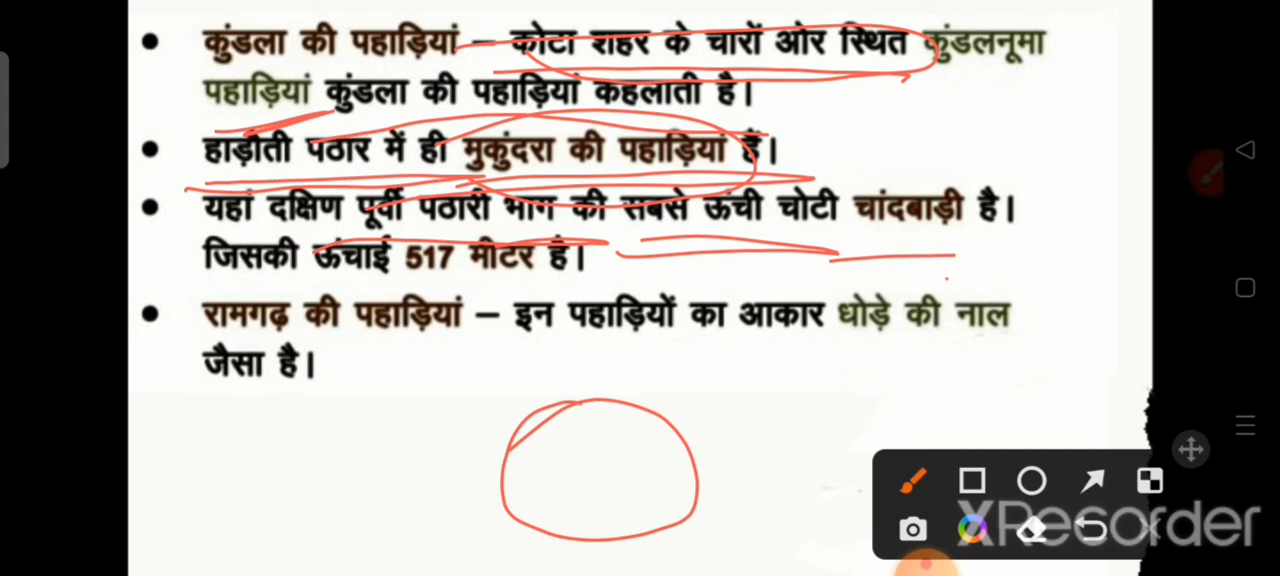 • कुंडला की पहाड़ियां – कोटा शहर के चारों ओर स्थित कुंडलनूमा
पहाड़ियां कुंडला की पहाड़ियां कहलाती है।
• हाड़ौती पठार में ही मुकुंदरा की पहाड़ियां हैं।
• यहां दक्षिण पूर्वी पठारी भाग की सबसे ऊंची चोटी चांदबाड़ी है।
जिसकी ऊंचाई 517 मीटर है।
• रामगढ़ की पहाड़ियां – इन पहाड़ियों का आकार धोड़े की नाल
जैसा है।
XRecorder